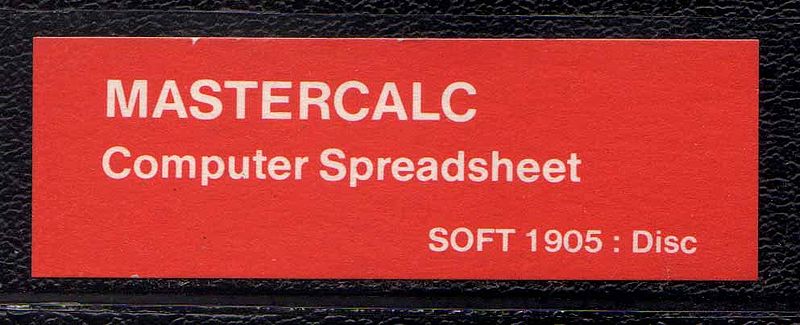 MASTERCALC
Computer Spreadsheet
SOFT 1905 : Disc